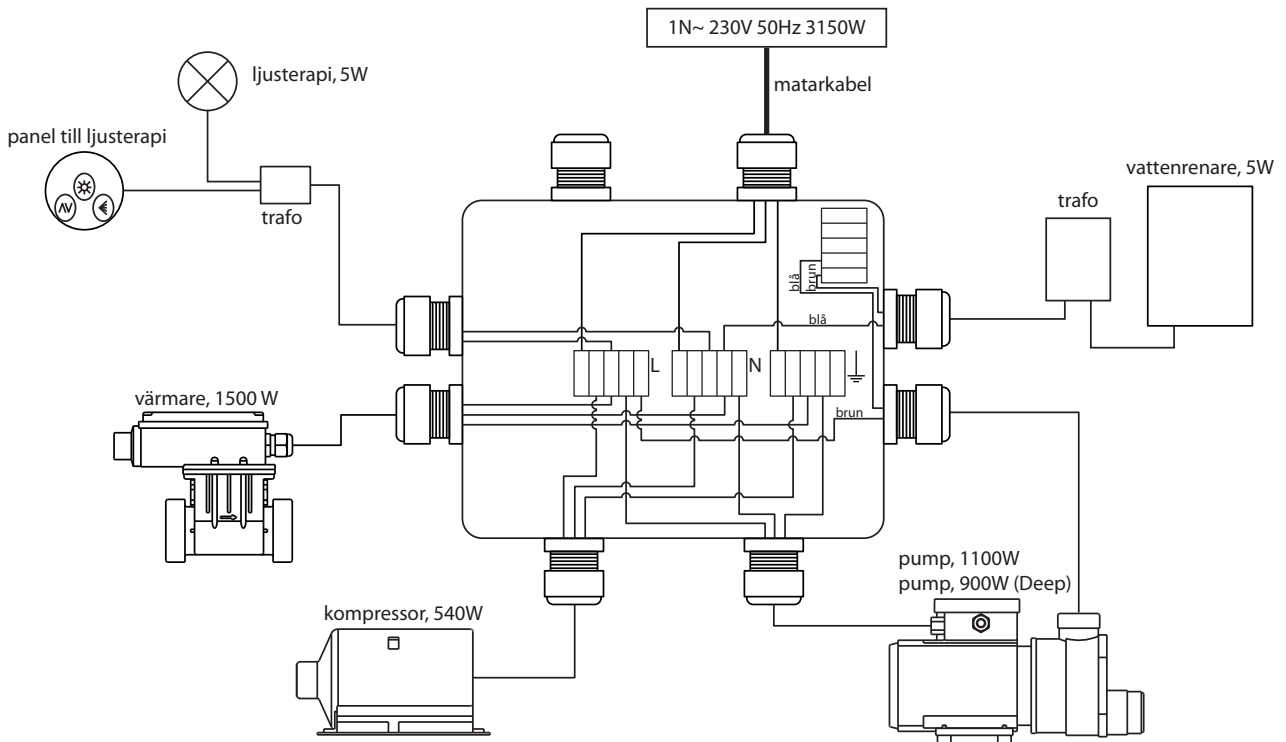 1N~ 230V 50Hz 3150W
matarkabel
ljusterapi, 5W
panel till ljusterapi
trafo
vattenrenare, 5W
trafo
blå
brun
blå
L
N
brun
värmare, 1500 W
kompressor, 540W
pump, 1100W
pump, 900W (Deep)